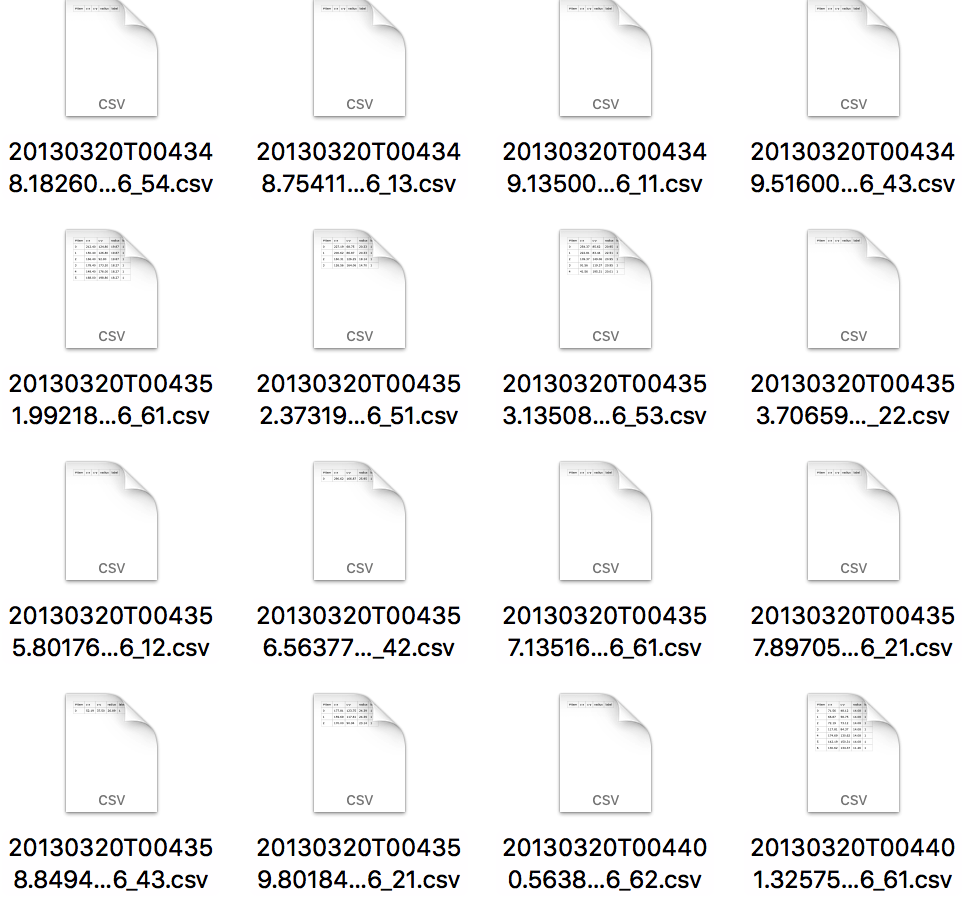 CSV CSV CSV CSV
20130320T00434 20130320T00434 20130320T00434 20130320T00434
8.18260...6_54.csv 8.75411...6_13.csv 9.13500...6_11.csv 9.51600...6_43.csv
CSV CSV CSV CSV
20130320T00435 20130320T00435 20130320T00435 20130320T00435
1.99218...6_61.csv 2.37319...6_51.csv 3.13508...6_53.csv 3.70659..._22.csv
CSV CSV CSV CSV
20130320T00435 20130320T00435 20130320T00435 20130320T00435
5.80176...6_12.csv 6.56377..._42.csv 7.13516...6_61.csv 7.89705...6_21.csv
CSV CSV CSV CSV
20130320T00435 20130320T00435 20130320T00440 20130320T00440
8.8494...6_43.csv 9.80184...6_21.csv 0.5638...6_62.csv 1.32575...6_61.csv